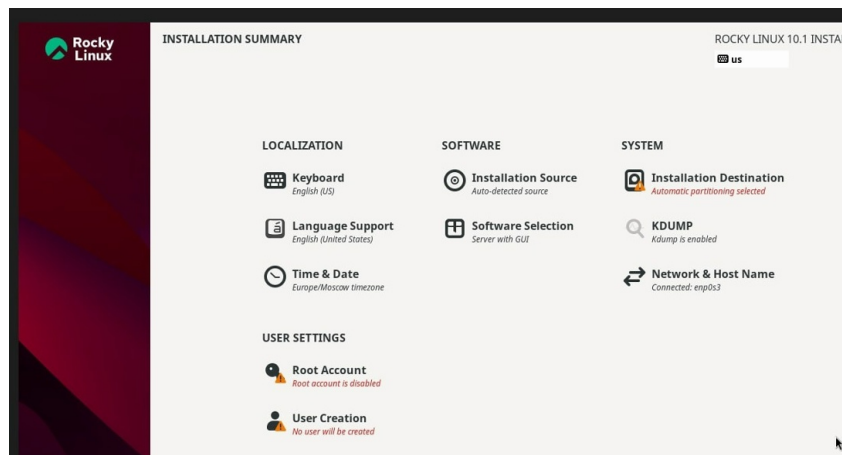 Rocky
Linux
INSTALLATION SUMMARY
ROCKY LINUX 10.1 INSTA
us
LOCALIZATION
Keyboard
English (US)
Language Support
English (United States)
Time & Date
Europe/Moscow timezone
SOFTWARE
Installation Source
Auto-detected source
Software Selection
Server with GUI
SYSTEM
Installation Destination
Automatic partitioning selected
KDUMP
Kdump is enabled
Network & Host Name
Connected: enp0s3
USER SETTINGS
Root Account
Root account is disabled
User Creation
No user will be created